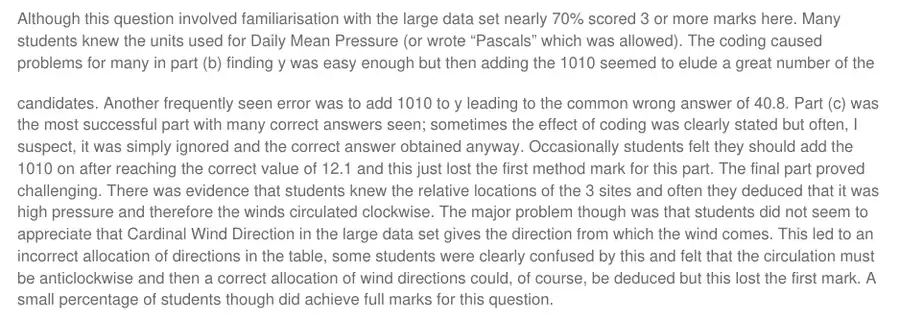 Although this question involved familiarisation with the large data set nearly 70% scored 3 or more marks here. Many
students knew the units used for Daily Mean Pressure (or wrote “Pascals” which was allowed). The coding caused
problems for many in part (b) finding y was easy enough but then adding the 1010 seemed to elude a great number of the
candidates. Another frequently seen error was to add 1010 to y leading to the common wrong answer of 40.8. Part (c) was
the most successful part with many correct answers seen; sometimes the effect of coding was clearly stated but often, I
suspect, it was simply ignored and the correct answer obtained anyway. Occasionally students felt they should add the
1010 on after reaching the correct value of 12.1 and this just lost the first method mark for this part. The final part proved
challenging. There was evidence that students knew the relative locations of the 3 sites and often they deduced that it was
high pressure and therefore the winds circulated clockwise. The major problem though was that students did not seem to
appreciate that Cardinal Wind Direction in the large data set gives the direction from which the wind comes. This led to an
incorrect allocation of directions in the table, some students were clearly confused by this and felt that the circulation must
be anticlockwise and then a correct allocation of wind directions could, of course, be deduced but this lost the first mark. A
small percentage of students though did achieve full marks for this question.